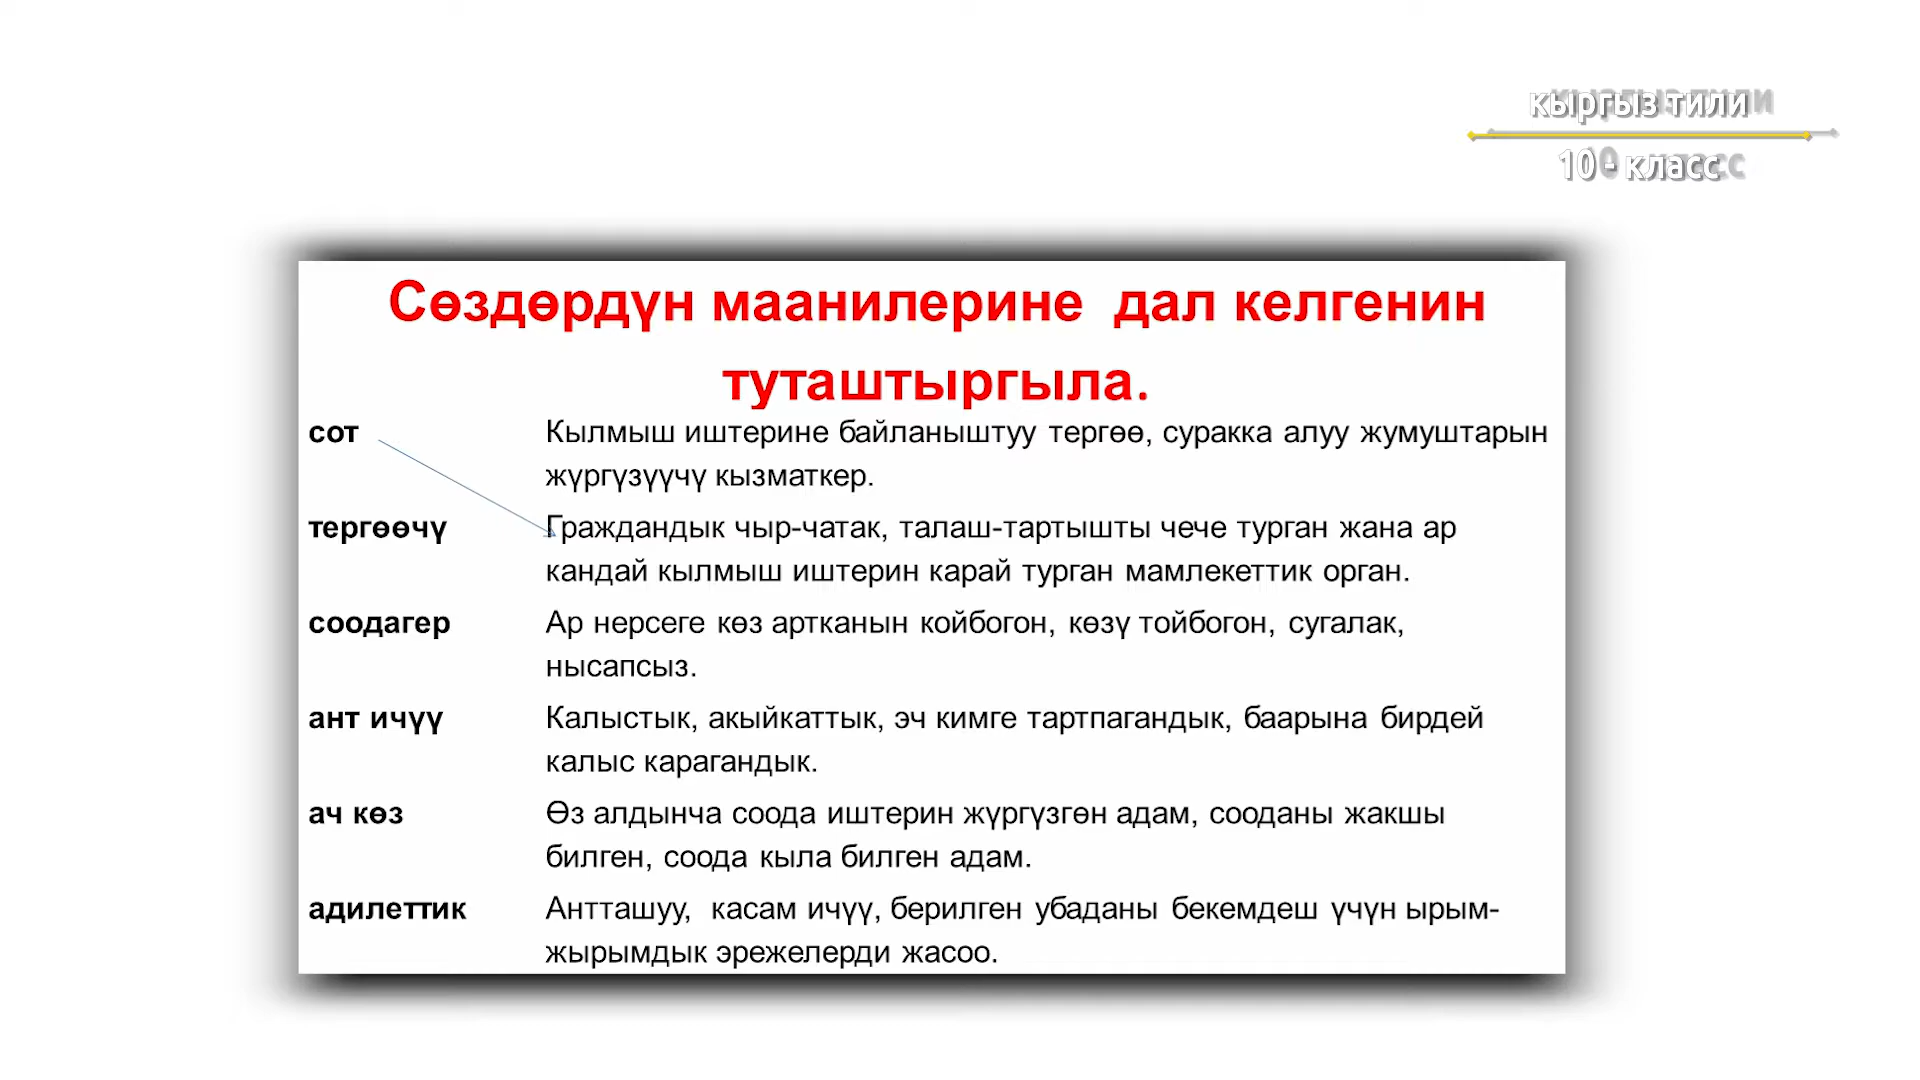 кыргыз тили
10 - класс
Сөздөрдүн маанилерине дал келгенин
туташтыргыла.
сот
Кылмыш иштерине байланыштуу тергөө, суракка алуу жумуштарын
жүргүзүүчү кызматкер.
тергөөчү
Граждандык чыр-чатак, талаш-тартышты чече турган жана ар
кандай кылмыш иштерин карай турган мамлекеттик орган.
соодагер
Ар нерсеге көз артканын койбогон, көзү тойбогон, сугалак,
нысапсыз.
ант ичүү
Калыстык, акыйкаттык, эч кимге тартпагандык, баарына бирдей
калыс карагандык.
ач көз
Өз алдынча соода иштерин жүргүзгөн адам, сооданы жакшы
билген, соода кыла билген адам.
адилеттик
Антташуу, касам ичүү, берилген убаданы бекемдеш үчүн ырым-
жырымдык эрежелерди жасоо.